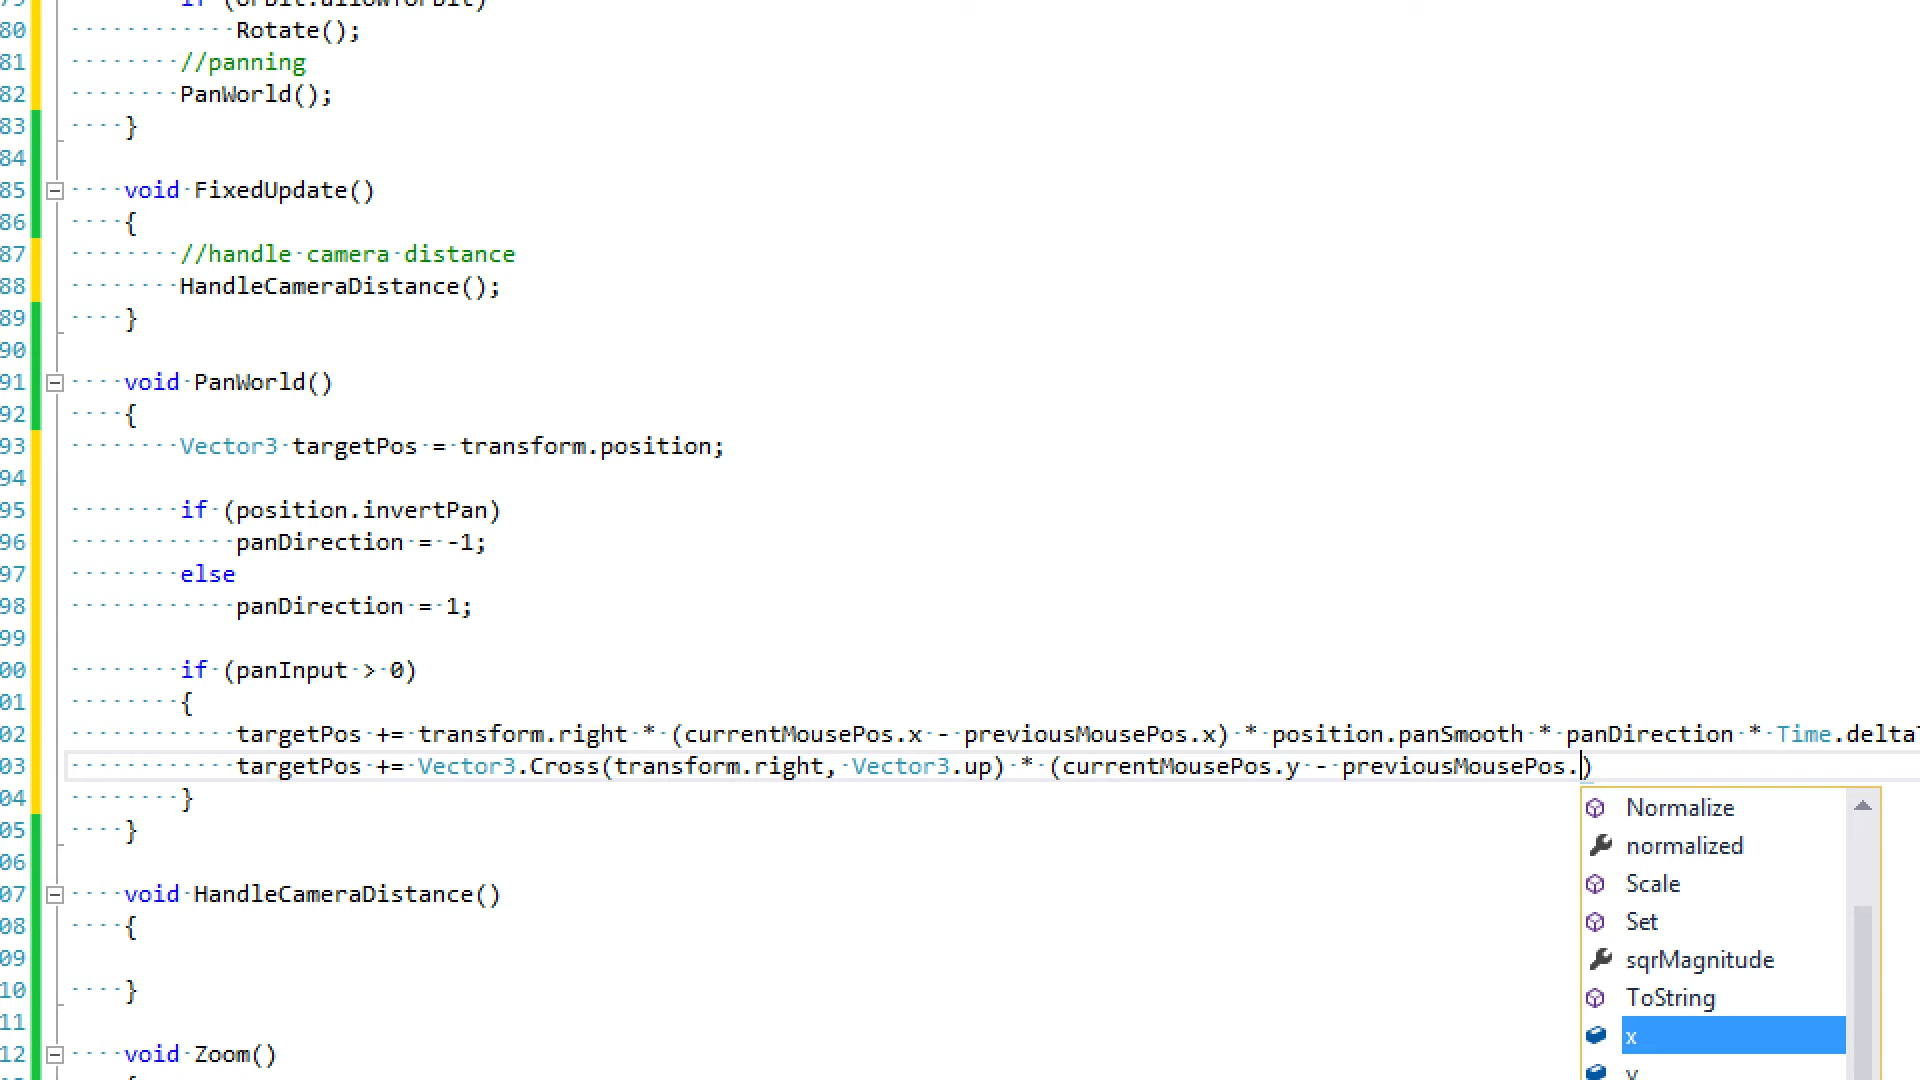 if (orbit.allowOrbit)
80 Rotate();
81 //panning
82 PanWorld();
83 }
84
85 void FixedUpdate()
86 {
87 //handle camera distance
88 HandleCameraDistance();
89 }
90
91 void PanWorld()
92 {
93 Vector3 targetPos = transform.position;
94
95 if (position.invertPan)
96 panDirection = -1;
97 else
98 panDirection = 1;
99
00 if (panInput > 0)
01 {
02 targetPos += transform.right * (currentMousePos.x - previousMousePos.x) * position.panSmooth * panDirection * Time.deltaT
03 targetPos += Vector3.Cross(transform.right, Vector3.up) * (currentMousePos.y - previousMousePos.)
04 }
05 }
06
07 void HandleCameraDistance()
08 {
09
10 }
11
12 void Zoom()
{
Normalize
normalized
Scale
Set
sqrMagnitude
ToString
x
y